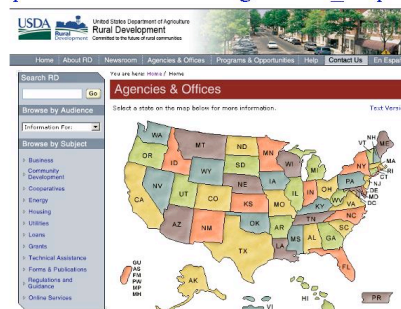 USDA
Rural
Development
United States Department of Agriculture
Rural Development
Committed to the future of rural communities
Home
About RD
Newsroom
Agencies & Offices
Programs & Opportunities
Help
Contact Us
En Españ
Search RD
Go
You are here: Home / Home
Agencies & Offices
Select a state on the map below for more information.
Text Versi
Browse by Audience
Information For:
Browse by Subject
Business
Community
Development
Cooperatives
Energy
Housing
Utilities
Loans
Grants
Technical Assistance
Forms & Publications
Regulations and
Guidance
Online Services
WA
MT
ND
MN
OR
ID
SD
WI
WY
MI
NY
VT
NH
ME
MA
RI
CT
NJ
DE
MD
DC
NV
UT
CO
NE
IA
IL
IN
OH
PA
WV
VA
CA
KS
MO
KY
NC
AZ
NM
OK
AR
TN
SC
TX
LA
MS
AL
GA
FL
GU
AS
FM
PW
MP
MH
AK
HI
VI
PR